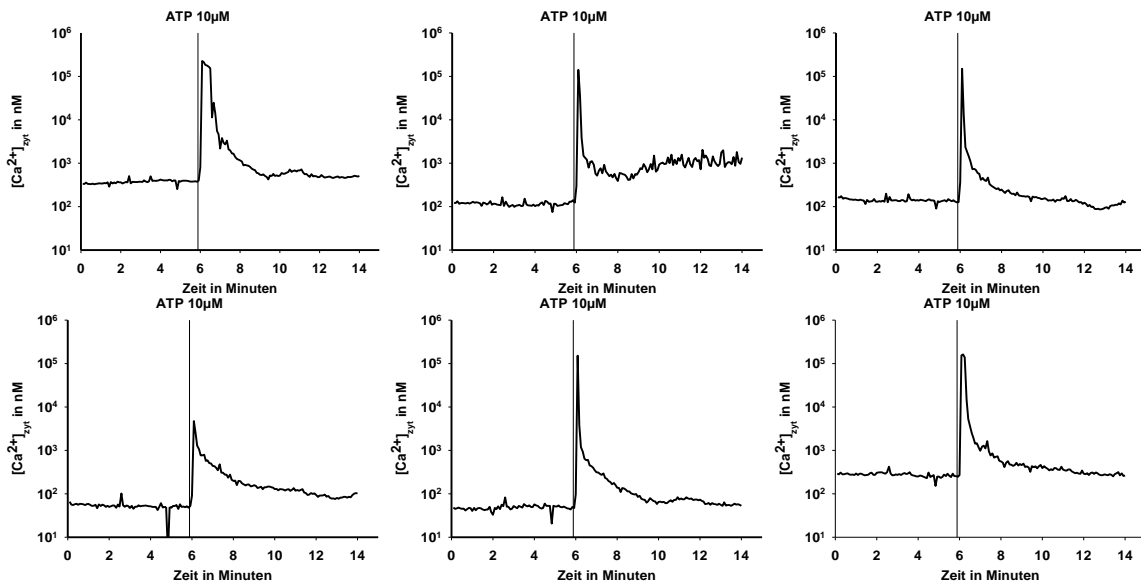 ATP 10µM ATP 10µM ATP 10µM
10⁶ 10⁶ 10⁶
10⁵ 10⁵ 10⁵
10⁴ 10⁴ 10⁴
10³ 10³ 10³
10² 10² 10²
10¹ 10¹ 10¹
[Ca²⁺]zyt in nM [Ca²⁺]zyt in nM [Ca²⁺]zyt in nM
0 2 4 6 8 10 12 14 0 2 4 6 8 10 12 14 0 2 4 6 8 10 12 14
Zeit in Minuten Zeit in Minuten Zeit in Minuten
ATP 10µM ATP 10µM ATP 10µM
10⁶ 10⁶ 10⁶
10⁵ 10⁵ 10⁵
10⁴ 10⁴ 10⁴
10³ 10³ 10³
10² 10² 10²
10¹ 10¹ 10¹
[Ca²⁺]zyt in nM [Ca²⁺]zyt in nM [Ca²⁺]zyt in nM
0 2 4 6 8 10 12 14 0 2 4 6 8 10 12 14 0 2 4 6 8 10 12 14
Zeit in Minuten Zeit in Minuten Zeit in Minuten